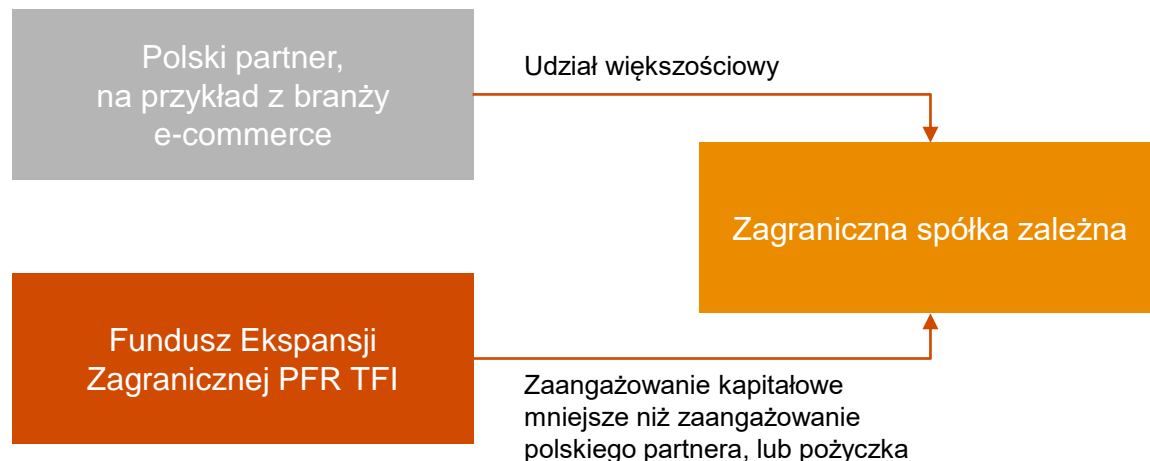 Polski partner,
na przykład z branży
e-commerce
Udział większościowy
Zagraniczna spółka zależna
Fundusz Ekspansji
Zagranicznej PFR TFI
Zaangażowanie kapitałowe
mniejsze niż zaangażowanie
polskiego partnera, lub pożyczka